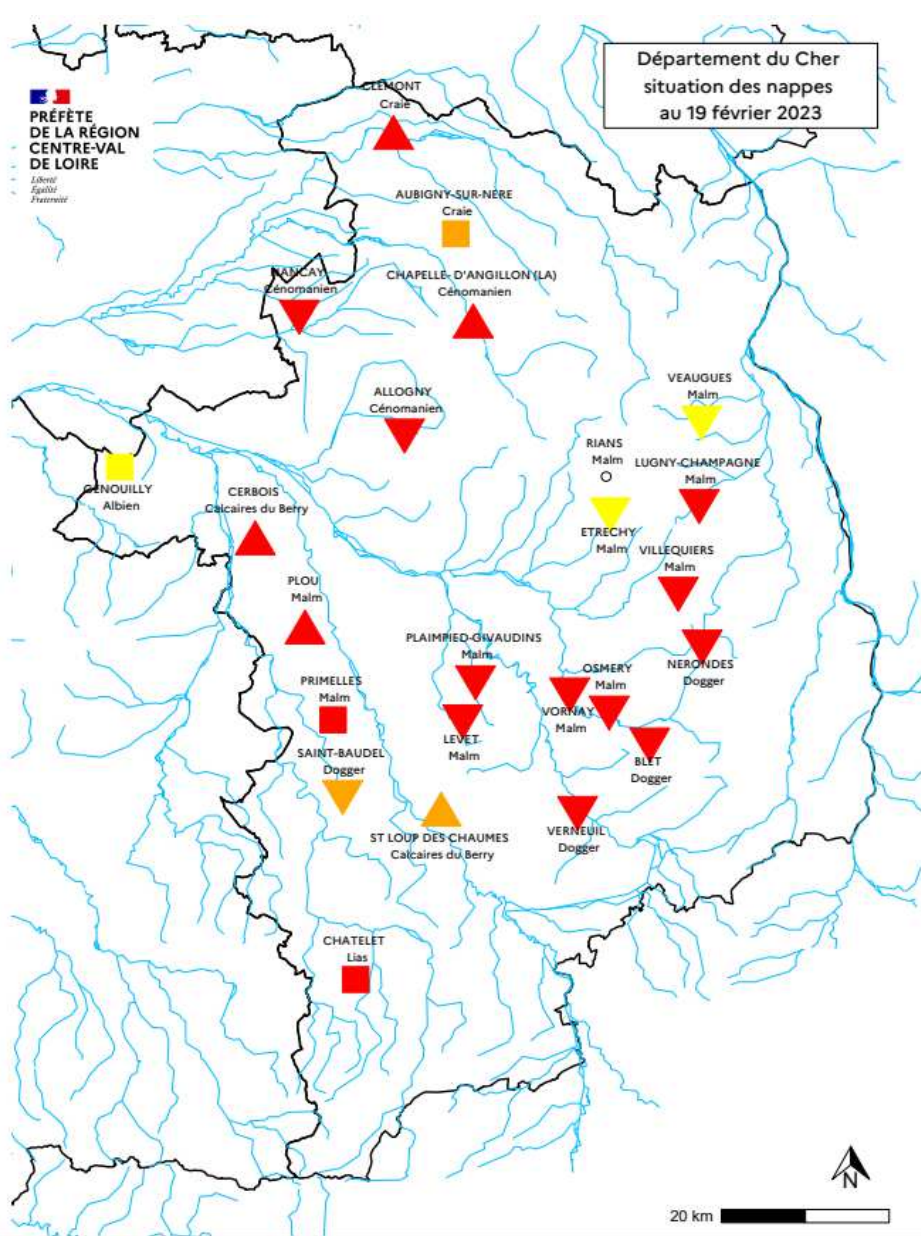 Département du Cher
situation des nappes
au 19 février 2023
PRÉFÈTE
DE LA RÉGION
CENTRE-VAL
DE LOIRE
Liberté
Égalité
Fraternité
CLEMONT
Craie
AUBIGNY-SUR-NERE
Craie
NANCAY
Cénomanien
CHAPELLE- D'ANGILLON (LA)
Cénomanien
ALLOGNY
Cénomanien
VEAUGUES
Malm
RIANS
Malm
LUGNY-CHAMPAGNE
Malm
GENOUILLY
Albien
CERBOIS
Calcaires du Berry
ETRECHY
Malm
VILLEQUIERS
Malm
PLOU
Malm
PLAIMPIED-GIVAUDINS
Malm
NERONDES
Dogger
OSMERY
Malm
PRIMELLES
Malm
VORNAY
Malm
LEVET
Malm
SAINT-BAUDEL
Dogger
BLET
Dogger
ST LOUP DES CHAUMES
Calcaires du Berry
VERNEUIL
Dogger
CHATELET
Lias
N
20 km